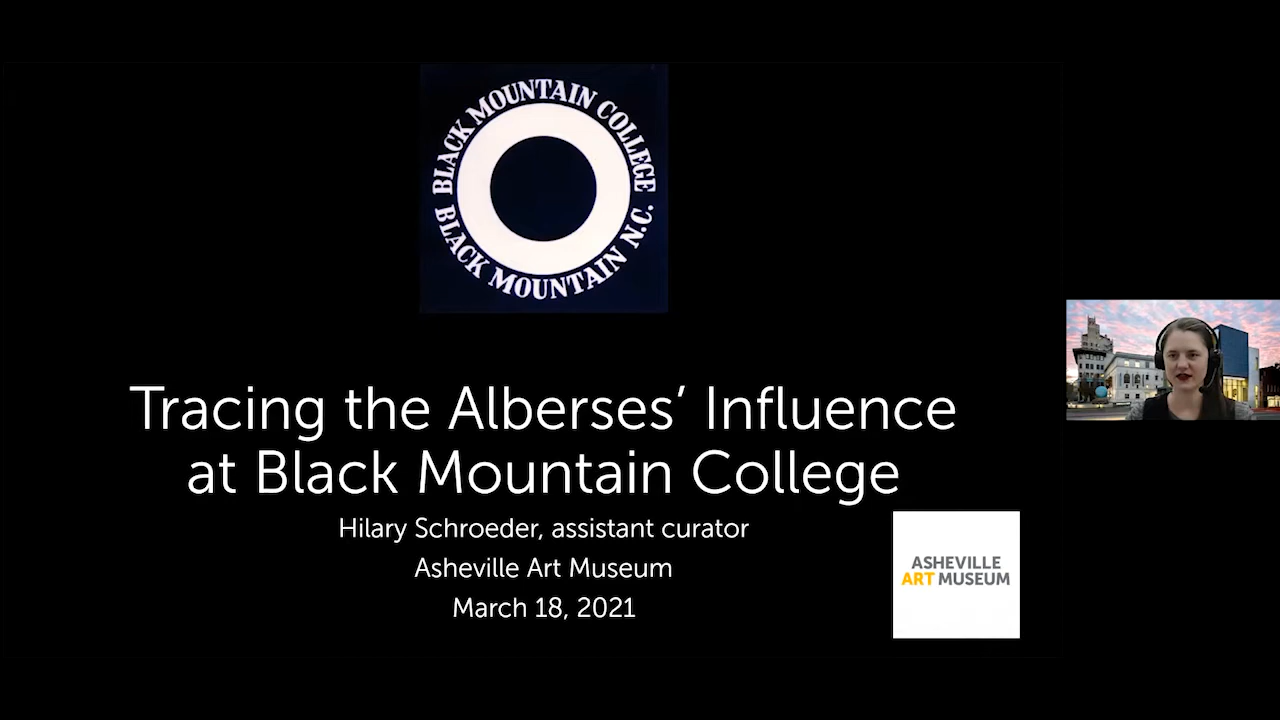 BLACK MOUNTAIN COLLEGE
BLACK MOUNTAIN N.C.
Tracing the Alberses’ Influence
at Black Mountain College
Hilary Schroeder, assistant curator
Asheville Art Museum
March 18, 2021
ASHEVILLE
ART MUSEUM